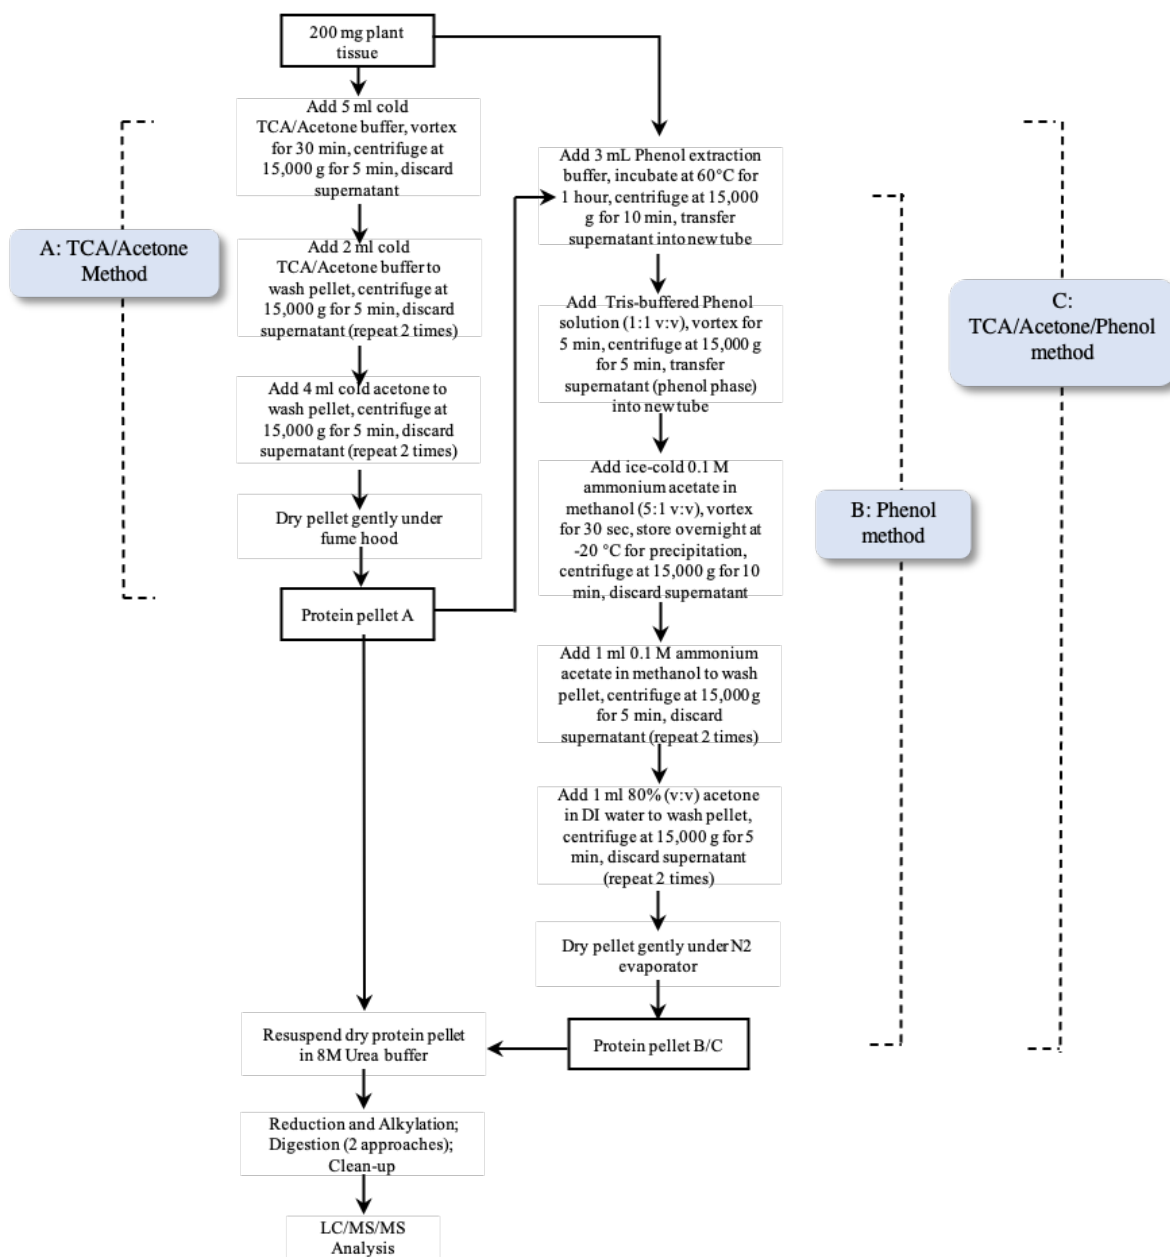 200 mg plant
tissue
Add 5 ml cold
TCA/Acetone buffer, vortex
for 30 min, centrifuge at
15,000 g for 5 min, discard
supernatant
A: TCA/Acetone
Method
Add 2 ml cold
TCA/Acetone buffer to
wash pellet, centrifuge at
15,000 g for 5 min, discard
supernatant (repeat 2 times)
Add 4 ml cold acetone to
wash pellet, centrifuge at
15,000 g for 5 min, discard
supernatant (repeat 2 times)
Dry pellet gently under
fume hood
Protein pellet A
Add 3 mL Phenol extraction
buffer, incubate at 60°C for
1 hour, centrifuge at 15,000
g for 10 min, transfer
supernatant into new tube
Add Tris-buffered Phenol
solution (1:1 v:v), vortex for
5 min, centrifuge at 15,000 g
for 5 min, transfer
supernatant (phenol phase)
into new tube
Add ice-cold 0.1 M
ammonium acetate in
methanol (5:1 v:v), vortex
for 30 sec, store overnight at
-20 °C for precipitation,
centrifuge at 15,000 g for 10
min, discard supernatant
Add 1 ml 0.1 M ammonium
acetate in methanol to wash
pellet, centrifuge at 15,000 g
for 5 min, discard
supernatant (repeat 2 times)
Add 1 ml 80% (v:v) acetone
in DI water to wash pellet,
centrifuge at 15,000 g for 5
min, discard supernatant
(repeat 2 times)
Dry pellet gently under N2
evaporator
Protein pellet B/C
B: Phenol
method
C:
TCA/Acetone/Phenol
method
Resuspend dry protein pellet
in 8M Urea buffer
Reduction and Alkylation;
Digestion (2 approaches);
Clean-up
LC/MS/MS
Analysis